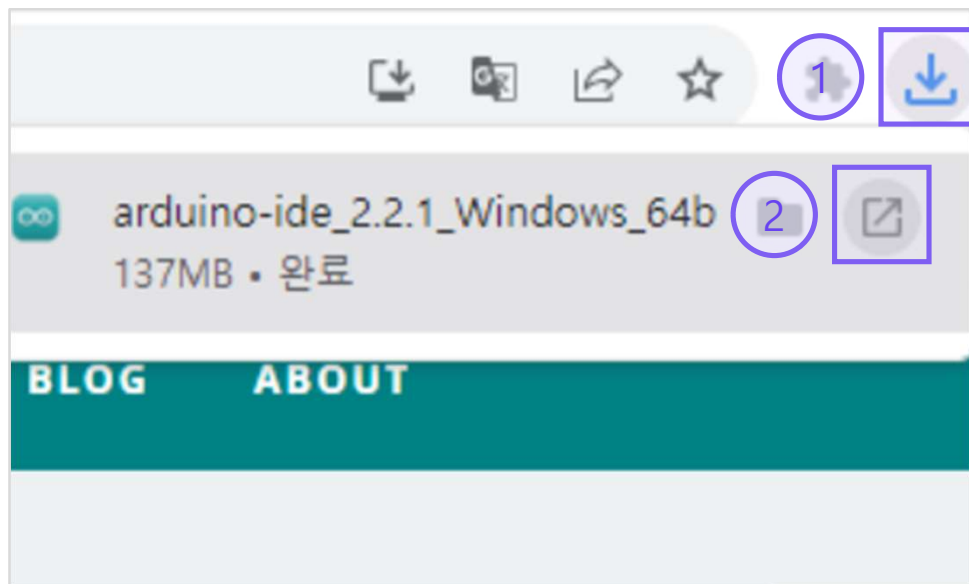 1
arduino-ide_2.2.1_Windows_64b
2
137MB • 완료
BLOG ABOUT